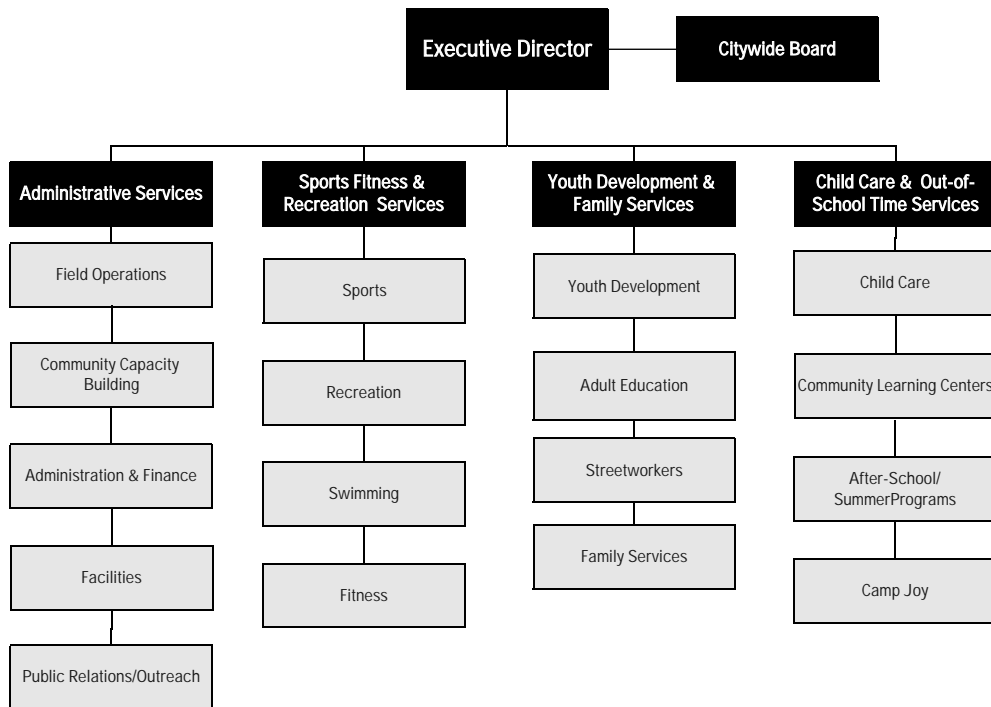 Executive Director
Citywide Board
Administrative Services
Field Operations
Community Capacity
Building
Administration & Finance
Facilities
Public Relations/Outreach
Sports Fitness &
Recreation Services
Sports
Recreation
Swimming
Fitness
Youth Development &
Family Services
Youth Development
Adult Education
Streetworkers
Family Services
Child Care & Out-of-
School Time Services
Child Care
Community Learning Centers
After-School/
SummerPrograms
Camp Joy